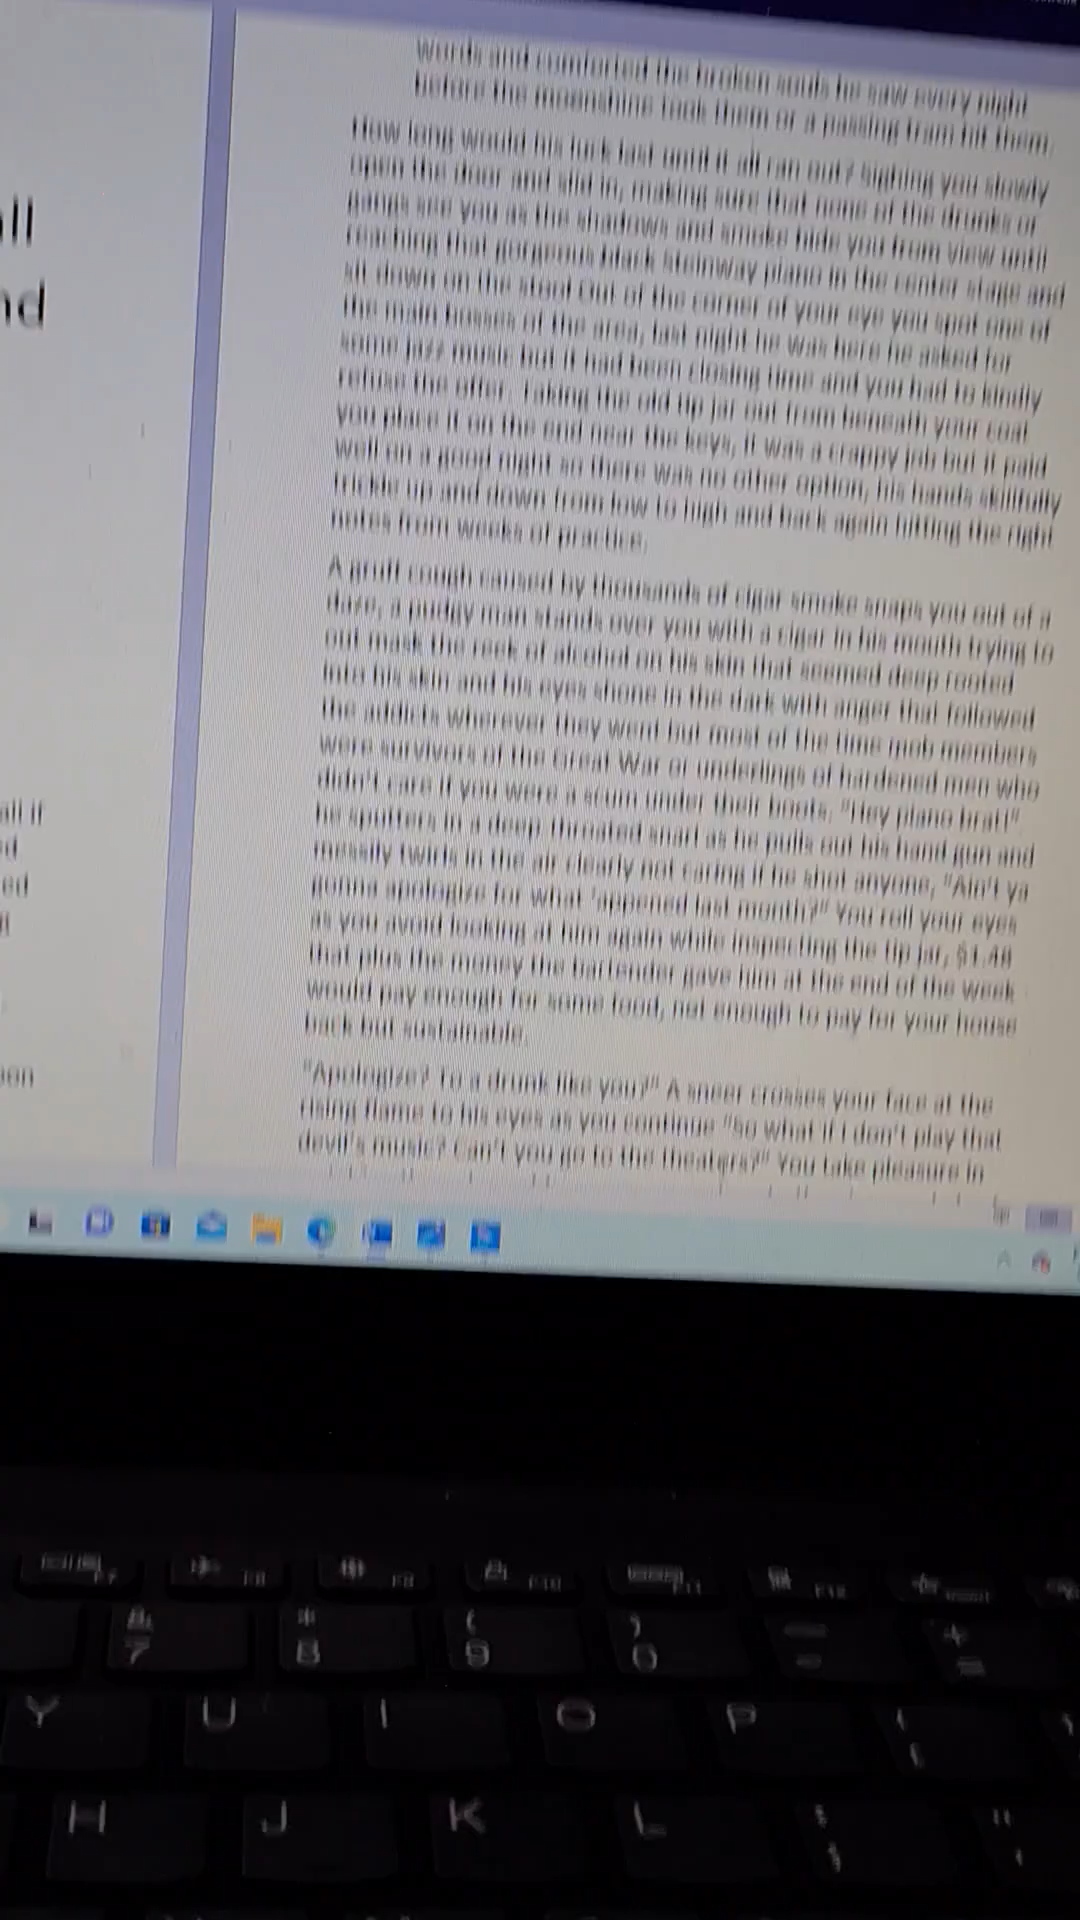 words and comforted the broken souls he saw every night
before the moonshine took them or a passing tram hit them.
How long would his luck last until it all ran out? Sighing you slowly
open the door and slid in, making sure that none of the drunks or
gangs see you as the shadows and smoke hide you from view until
reaching that gorgeous black Steinway piano in the center stage and
sit down on the stool Out of the corner of your eye you spot one of
the main bosses of the area, last night he was here he asked for
some jazz music but it had been closing time and you had to kindly
refuse the offer. Taking the old tip jar out from beneath your coat
you place it on the end near the keys, it was a crappy job but it paid
well on a good night so there was no other option, his hands skillfully
trickle up and down from low to high and back again hitting the right
notes from weeks of practice.
A gruff cough caused by thousands of cigar smoke snaps you out of a
daze, a pudgy man stands over you with a cigar in his mouth trying to
out mask the reek of alcohol on his skin that seemed deep rooted
into his skin and his eyes shone in the dark with anger that followed
the addicts wherever they went but most of the time mob members
were survivors of the Great War or underlings of hardened men who
didn't care if you were a scum under their boots. "Hey piano brat!"
he sputters in a deep throated snarl as he pulls out his hand gun and
messily twirls in the air clearly not caring if he shot anyone, "Ain't ya
gonna apologize for what 'appened last month?" You roll your eyes
as you avoid looking at him again while inspecting the tip jar, $1.48
that plus the money the bartender gave him at the end of the week
would pay enough for some food, not enough to pay for your house
back but sustainable.
"Apologize? To a drunk like you?" A sneer crosses your face at the
rising flame to his eyes as you continue "So what if I don't play that
devil's music? Can't you go to the theaters?" You take pleasure in
all if
ed
F7 F8 F9 F10 F11 F12
& * ( )
7 8 9 0 - + =
Y U I O P
H J K L